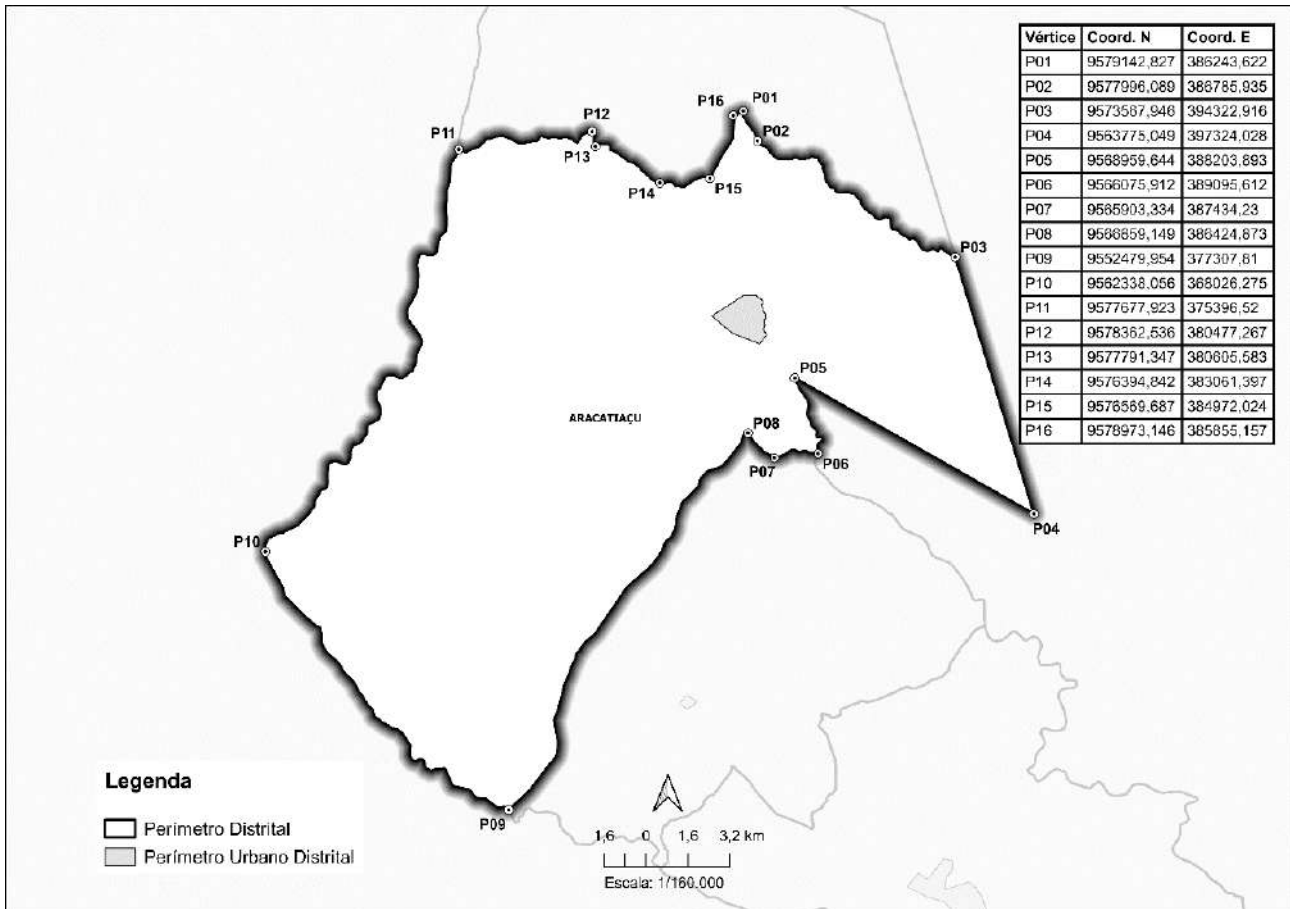 Vértice Coord. N Coord. E
P01 9579142,827 386243,622
P02 9577996,089 386785,935
P03 9573567,946 394322,916
P04 9563775,049 397324,028
P05 9568959,644 388203,893
P06 9566075,912 389095,612
P07 9565903,334 387434,23
P08 9566859,149 386424,873
P09 9552479,954 377307,81
P10 9562338,056 368026,275
P11 9577677,923 375396,52
P12 9578362,536 380477,267
P13 9577791,347 380605,583
P14 9576394,842 383061,397
P15 9576569,687 384972,024
P16 9578973,146 385855,157
P16
P01
P12
P02
P11
P13
P14
P15
P03
P05
ARACATIAÇU
P08
P07
P06
P04
P10
P09
Legenda
Perímetro Distrital
Perímetro Urbano Distrital
1,6 0 1,6 3,2 km
Escala: 1/160.000